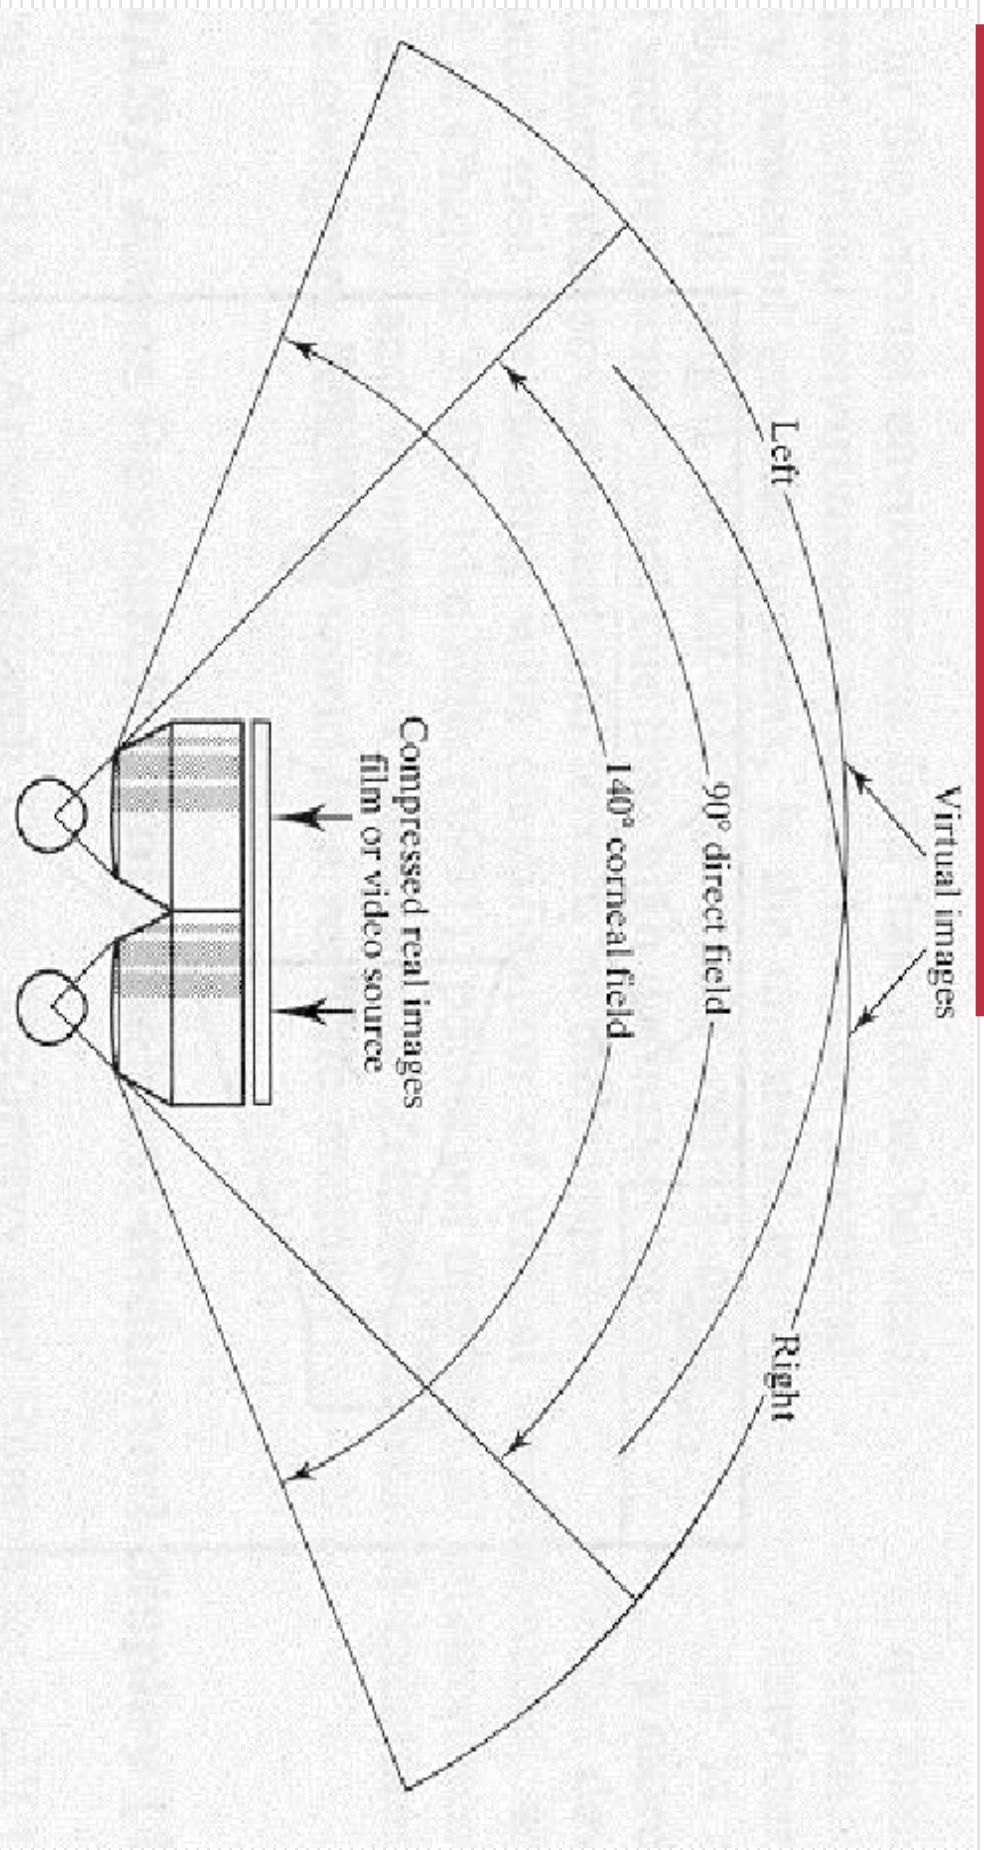 Virtual images
Left
Right
90° direct field
140° corneal field
Compressed real images
film or video source